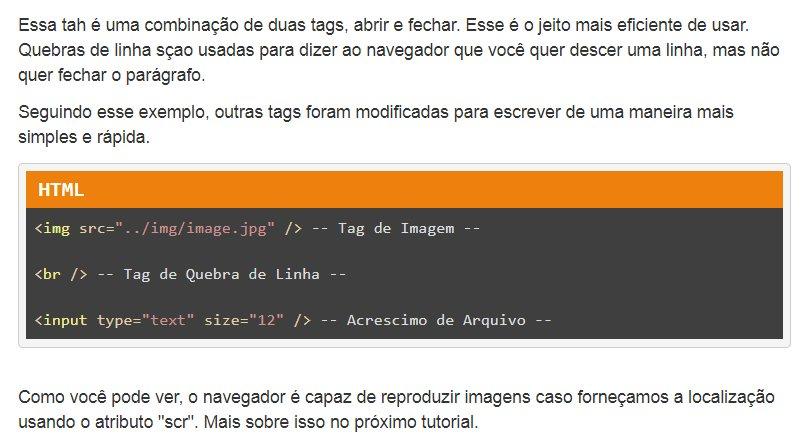 Essa tah é uma combinação de duas tags, abrir e fechar. Esse é o jeito mais eficiente de usar.
Quebras de linha sçao usadas para dizer ao navegador que você quer descer uma linha, mas não
quer fechar o parágrafo.
Seguindo esse exemplo, outras tags foram modificadas para escrever de uma maneira mais
simples e rápida.
HTML
<img src="../img/image.jpg" /> -- Tag de Imagem --
<br /> -- Tag de Quebra de Linha --
<input type="text" size="12" /> -- Acrescimo de Arquivo --
Como você pode ver, o navegador é capaz de reproduzir imagens caso forneçamos a localização
usando o atributo "scr". Mais sobre isso no próximo tutorial.